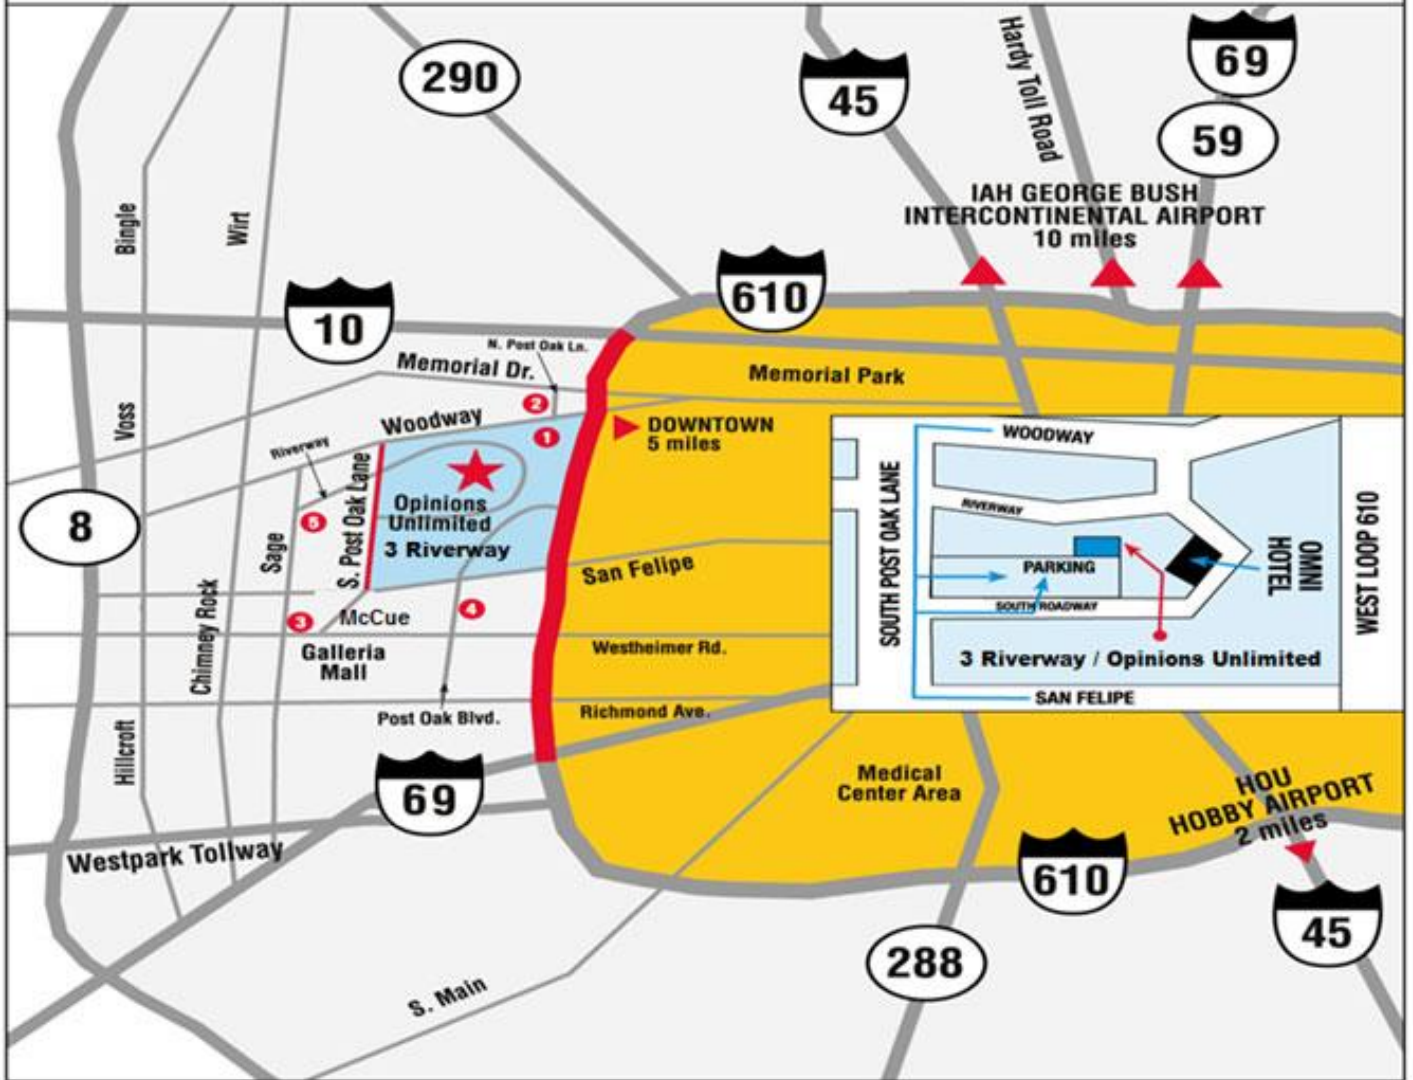 290
45
Hardy Toll Road
69
59
IAH GEORGE BUSH
INTERCONTINENTAL AIRPORT
10 miles
Bingle
Wirt
610
10
N. Post Oak Ln.
Memorial Dr.
Memorial Park
Voss
2
Woodway
1
DOWNTOWN
5 miles
Riverway
S. Post Oak Lane
Opinions
Unlimited
3 Riverway
5
8
Sage
San Felipe
Chimney Rock
3
McCue
4
Galleria
Mall
Westheimer Rd.
Post Oak Blvd.
Richmond Ave.
Hillcroft
69
Westpark Tollway
Medical
Center Area
HOU
HOBBY AIRPORT
2 miles
610
45
288
S. Main
WOODWAY
SOUTH POST OAK LANE
RIVERWAY
PARKING
SOUTH ROADWAY
OMNI
HOTEL
WEST LOOP 610
3 Riverway / Opinions Unlimited
SAN FELIPE